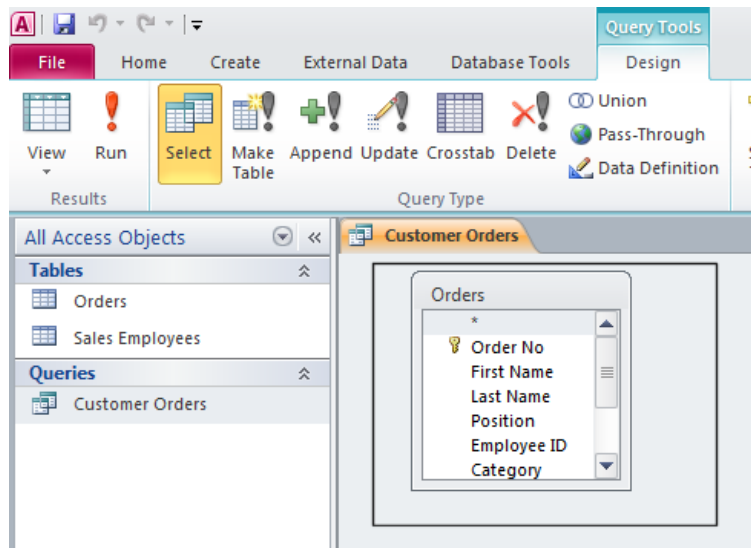 A
Query Tools
File Home Create External Data Database Tools Design
View Run Select Make Table Append Update Crosstab Delete
Union
Pass-Through
Data Definition
Results Query Type
All Access Objects
Customer Orders
Tables
Orders
Sales Employees
Queries
Customer Orders
Orders
*
Order No
First Name
Last Name
Position
Employee ID
Category